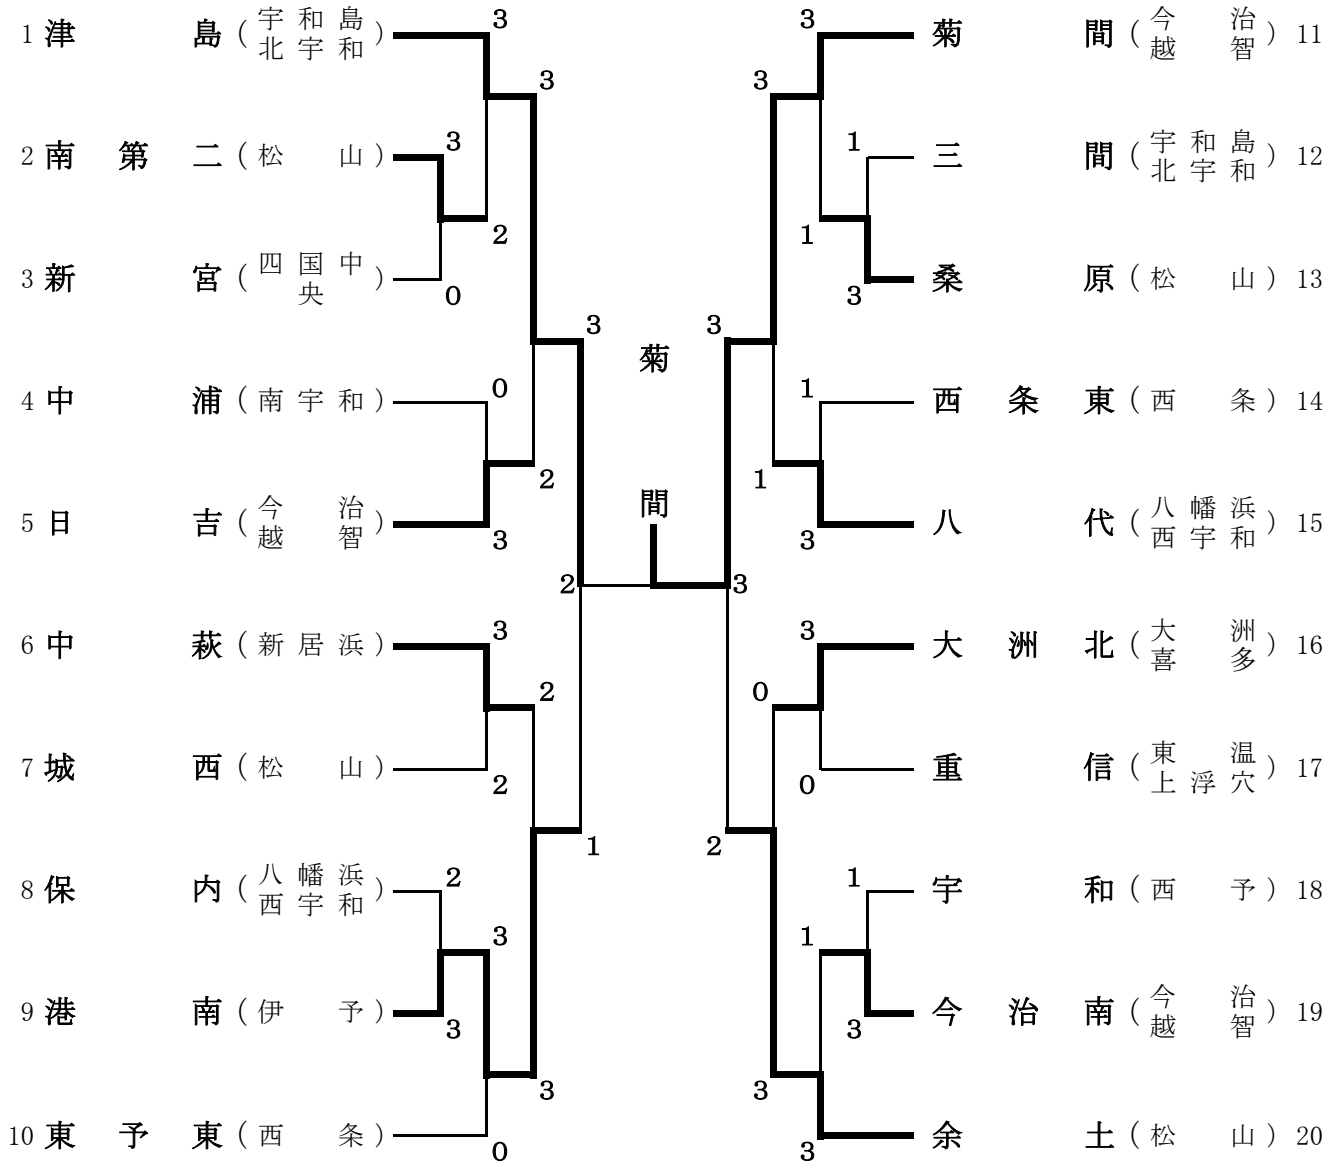 1 津島 (宇和島北宇和)
2 南第二 (松山)
3 新宮 (四国中央)
4 中浦 (南宇和)
5 日吉 (今治越智)
6 中萩 (新居浜)
7 城西 (松山)
8 保内 (八幡浜西宇和)
9 港南 (伊予)
10 東予東 (西条)
3
3
3
2
0
3
0
2
3
2
3
2
2
2
3
1
3
3
0
菊間
3
3
1
1
3
3
1
1
3
3
3
0
0
2
1
1
3
3
3
菊間 (今治越智) 11
三間 (宇和島北宇和) 12
桑原 (松山) 13
西条東 (西条) 14
八代 (八幡浜西宇和) 15
大洲北 (大洲喜多) 16
重信 (東温上浮穴) 17
宇和 (西予) 18
今治南 (今治越智) 19
余土 (松山) 20